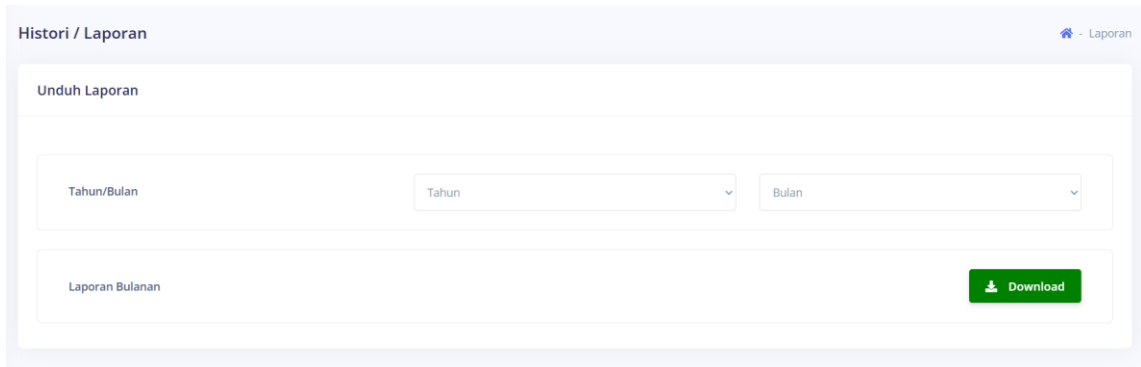 Histori / Laporan
- Laporan
Unduh Laporan
Tahun/Bulan
Tahun
Bulan
Laporan Bulanan
Download